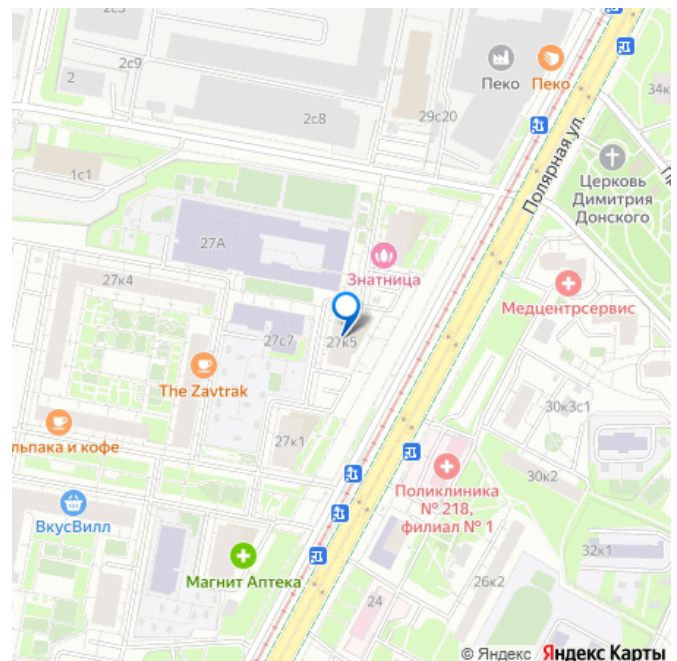 2с5
2с9
2
2с8
Пеко
Пеко
29с20
34к
Полярная ул.
1с1
Церковь
Димитрия
Донского
27А
Знатница
27к4
Медцентрсервис
27с7
27к5
The Zavtrak
30к3с1
льпака и кофе
27к1
30к2
Поликлиника
№ 218,
филиал № 1
ВкусВилл
32к1
Магнит Аптека
26к2
24
© Яндекс Яндекс Карты